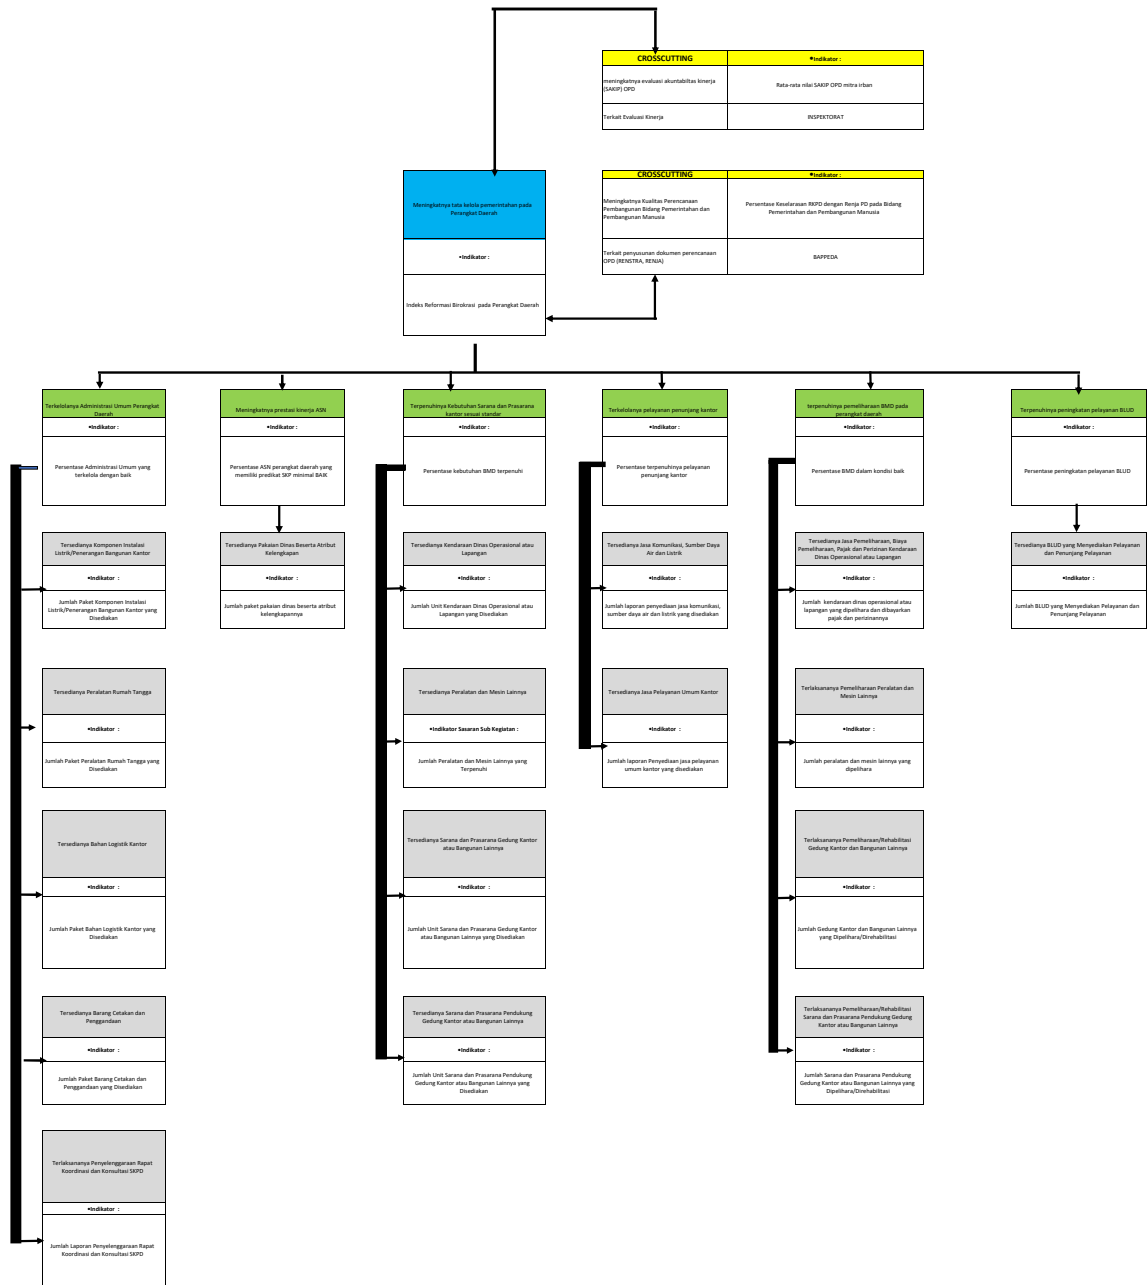 CROSSCUTTING
•Indikator :
meningkatnya evaluasi akuntabiltas kinerja
(SAKIP) OPD
Rata-rata nilai SAKIP OPD mitra irban
Terkait Evaluasi Kinerja
INSPEKTORAT
CROSSCUTTING
•Indikator :
Meningkatnya Kualitas Perencanaan
Pembangunan Bidang Pemerintahan dan
Pembangunan Manusia
Persentase Keselarasan RKPD dengan Renja PD pada Bidang
Pemerintahan dan Pembangunan Manusia
Terkait penyusunan dokumen perencanaan
OPD (RENSTRA, RENJA)
BAPPEDA
Meningkatnya tata kelola pemerintahan pada
Perangkat Daerah
•Indikator :
Indeks Reformasi Birokrasi pada Perangkat Daerah
Terkelolanya Administrasi Umum Perangkat
Daerah
•Indikator :
Persentase Administrasi Umum yang
terkelola dengan baik
Meningkatnya prestasi kinerja ASN
•Indikator :
Persentase ASN perangkat daerah yang
memiliki predikat SKP minimal BAIK
Terpenuhinya Kebutuhan Sarana dan Prasarana
kantor sesuai standar
•Indikator :
Persentase kebutuhan BMD terpenuhi
Terkelolanya pelayanan penunjang kantor
•Indikator :
Persentase terpenuhinya pelayanan
penunjang kantor
terpenuhinya pemeliharaan BMD pada
perangkat daerah
•Indikator :
Persentase BMD dalam kondisi baik
Terpenuhinya peningkatan pelayanan BLUD
•Indikator :
Persentase peningkatan pelayanan BLUD
Tersedianya Komponen Instalasi
Listrik/Penerangan Bangunan Kantor
•Indikator :
Jumlah Paket Komponen Instalasi
Listrik/Penerangan Bangunan Kantor yang
Disediakan
Tersedianya Pakaian Dinas Beserta Atribut
Kelengkapan
•Indikator :
Jumlah paket pakaian dinas beserta atribut
kelengkapannya
Tersedianya Kendaraan Dinas Operasional atau
Lapangan
•Indikator :
Jumlah Unit Kendaraan Dinas Operasional atau
Lapangan yang Disediakan
Tersedianya Jasa Komunikasi, Sumber Daya
Air dan Listrik
•Indikator :
Jumlah laporan penyediaan jasa komunikasi,
sumber daya air dan listrik yang disediakan
Tersedianya Jasa Pemeliharaan, Biaya
Pemeliharaan, Pajak dan Perizinan Kendaraan
Dinas Operasional atau Lapangan
•Indikator :
Jumlah kendaraan dinas operasional atau
lapangan yang dipelihara dan dibayarkan
pajak dan perizinannya
Tersedianya BLUD yang Menyediakan Pelayanan
dan Penunjang Pelayanan
•Indikator :
Jumlah BLUD yang Menyediakan Pelayanan dan
Penunjang Pelayanan
Tersedianya Peralatan Rumah Tangga
•Indikator :
Jumlah Paket Peralatan Rumah Tangga yang
Disediakan
Tersedianya Peralatan dan Mesin Lainnya
•Indikator Sasaran Sub Kegiatan :
Jumlah Peralatan dan Mesin Lainnya yang
Terpenuhi
Tersedianya Jasa Pelayanan Umum Kantor
•Indikator :
Jumlah laporan Penyediaan jasa pelayanan
umum kantor yang disediakan
Terlaksananya Pemeliharaan Peralatan dan
Mesin Lainnya
•Indikator :
Jumlah peralatan dan mesin lainnya yang
dipelihara
Tersedianya Bahan Logistik Kantor
•Indikator :
Jumlah Paket Bahan Logistik Kantor yang
Disediakan
Tersedianya Sarana dan Prasarana Gedung Kantor
atau Bangunan Lainnya
•Indikator :
Jumlah Unit Sarana dan Prasarana Gedung Kantor
atau Bangunan Lainnya yang Disediakan
Terlaksananya Pemeliharaan/Rehabilitasi
Gedung Kantor dan Bangunan Lainnya
•Indikator :
Jumlah Gedung Kantor dan Bangunan Lainnya
yang Dipelihara/Direhabilitasi
Tersedianya Barang Cetakan dan
Penggandaan
•Indikator :
Jumlah Paket Barang Cetakan dan
Penggandaan yang Disediakan
Tersedianya Sarana dan Prasarana Pendukung
Gedung Kantor atau Bangunan Lainnya
•Indikator :
Jumlah Unit Sarana dan Prasarana Pendukung
Gedung Kantor atau Bangunan Lainnya yang
Disediakan
Terlaksananya Pemeliharaan/Rehabilitasi
Sarana dan Prasarana Pendukung Gedung
Kantor atau Bangunan Lainnya
•Indikator :
Jumlah Sarana dan Prasarana Pendukung
Gedung Kantor atau Bangunan Lainnya yang
Dipelihara/Direhabilitasi
Terlaksananya Penyelenggaraan Rapat
Koordinasi dan Konsultasi SKPD
•Indikator :
Jumlah Laporan Penyelenggaraan Rapat
Koordinasi dan Konsultasi SKPD